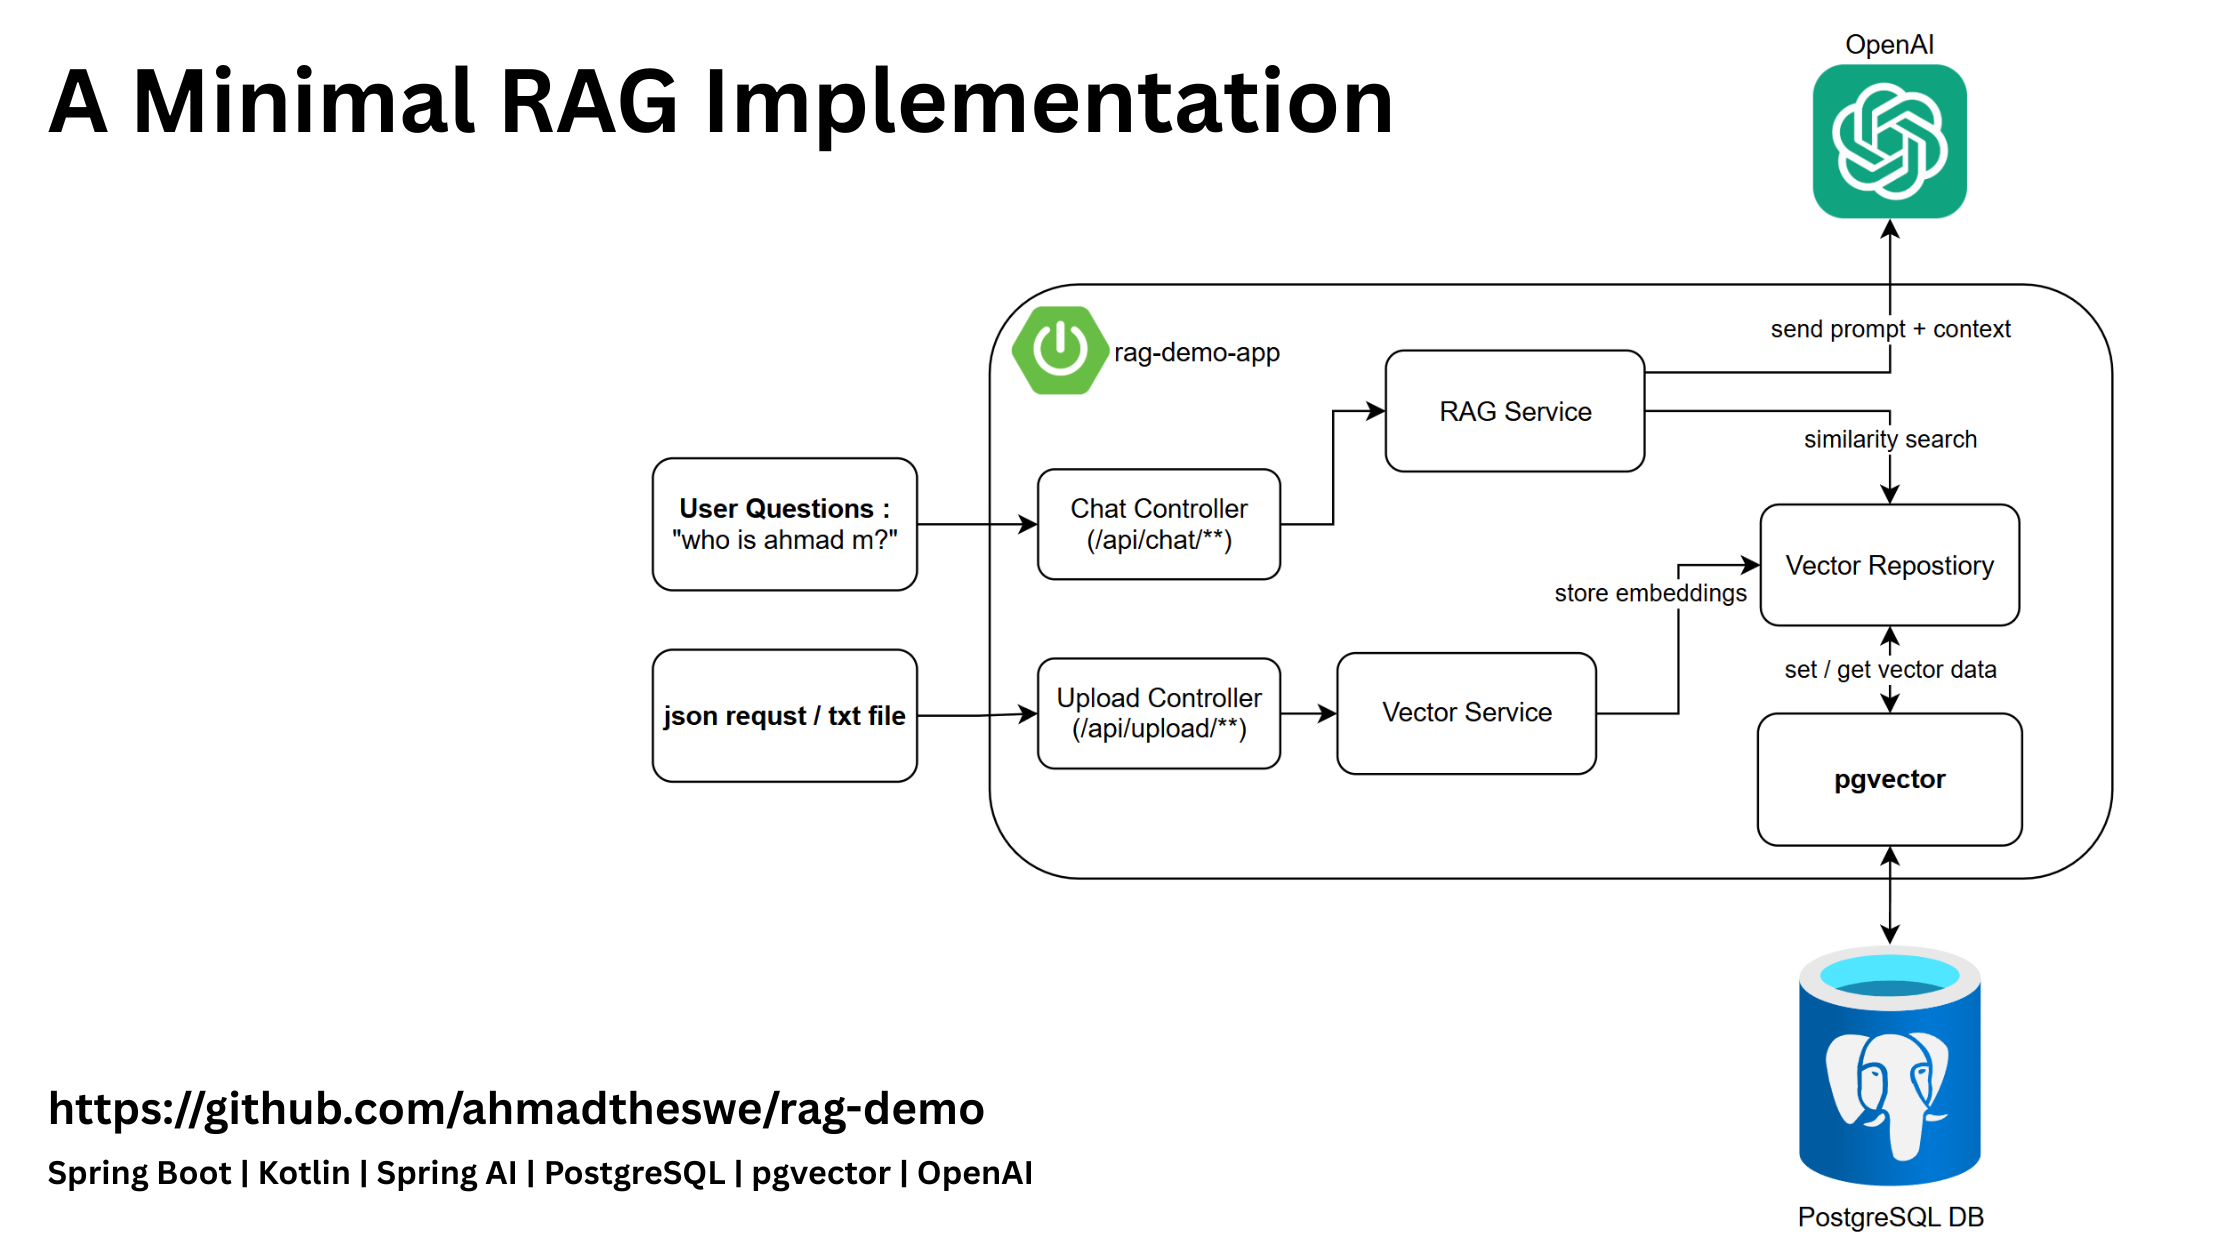 A Minimal RAG Implementation
OpenAI
send prompt + context
rag-demo-app
RAG Service
similarity search
User Questions :
"who is ahmad m?"
Chat Controller
(/api/chat/**)
Vector Repostiory
store embeddings
set / get vector data
json requst / txt file
Upload Controller
(/api/upload/**)
Vector Service
pgvector
https://github.com/ahmadtheswe/rag-demo
Spring Boot | Kotlin | Spring AI | PostgreSQL | pgvector | OpenAI
PostgreSQL DB